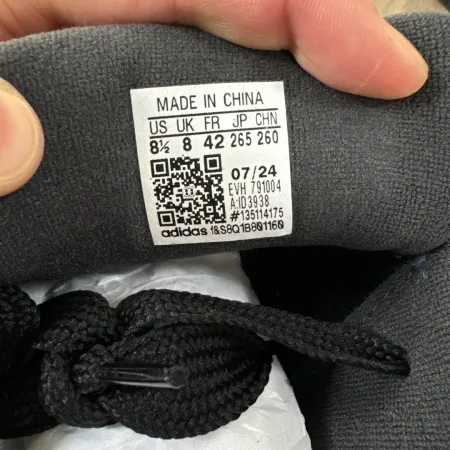 MADE IN CHINA
US UK FR JP CHN
8½ 8 42 265 260
07/24
EVH 791004
A:ID3938
#135114175
adidas f&S8Q1B801160